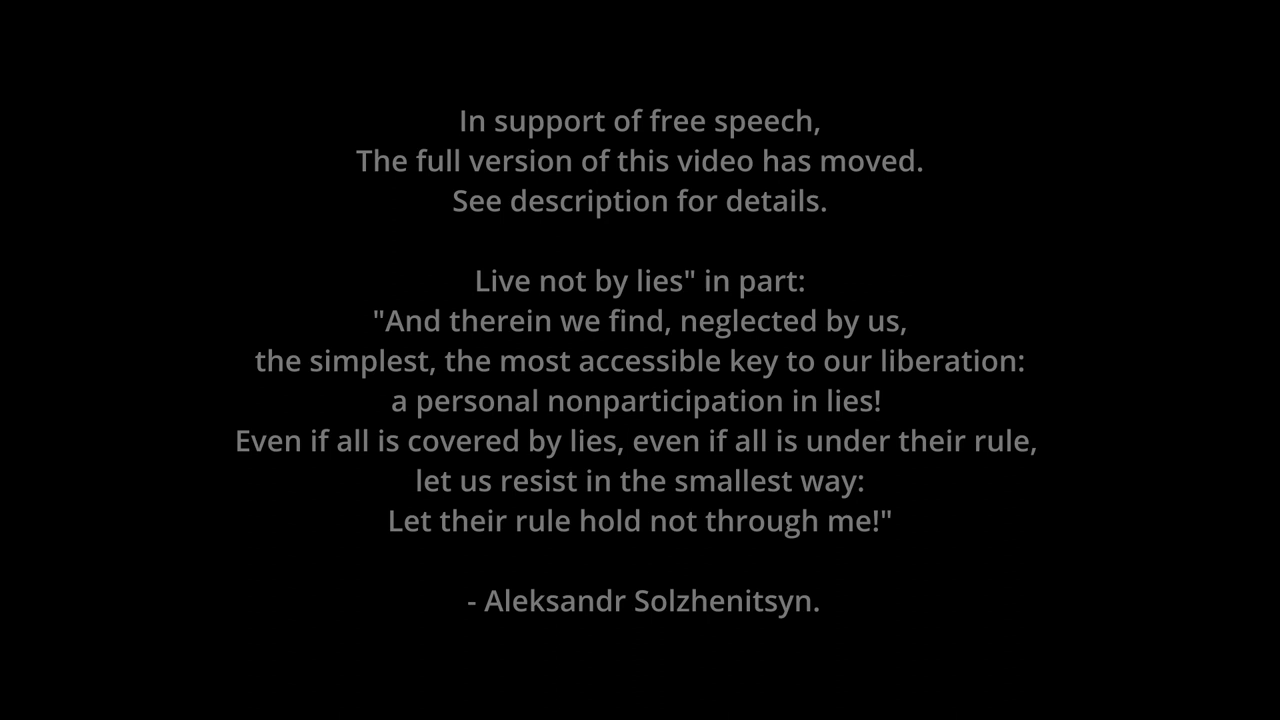 In support of free speech,
The full version of this video has moved.
See description for details.
Live not by lies" in part:
"And therein we find, neglected by us,
the simplest, the most accessible key to our liberation:
a personal nonparticipation in lies!
Even if all is covered by lies, even if all is under their rule,
let us resist in the smallest way:
Let their rule hold not through me!"
- Aleksandr Solzhenitsyn.